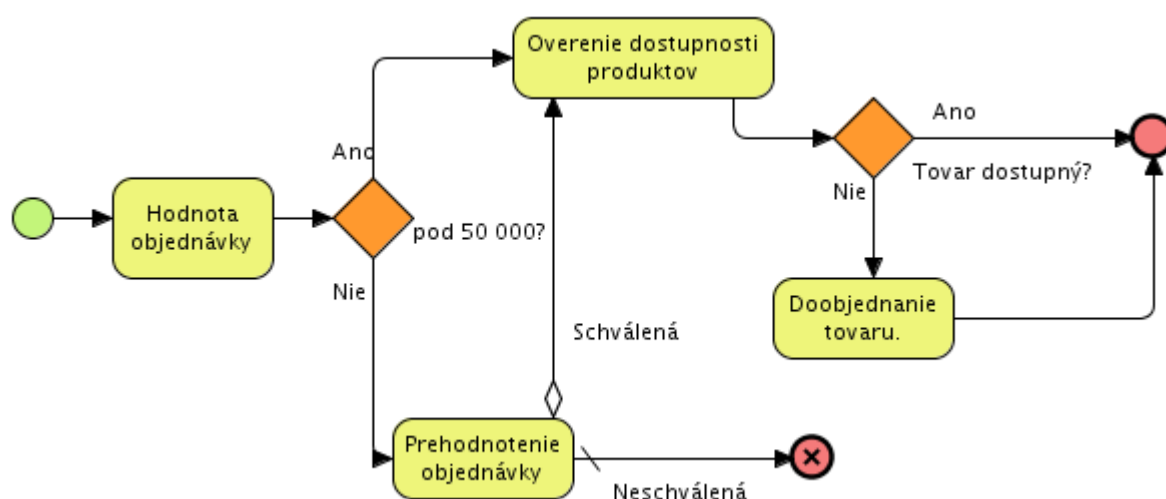 Overenie dostupnosti
produktov
Ano
Ano
Tovar dostupný?
Nie
Hodnota
objednávky
pod 50 000?
Nie
Doobjednanie
tovaru.
Schválená
Prehodnotenie
objednávky
Neschválená